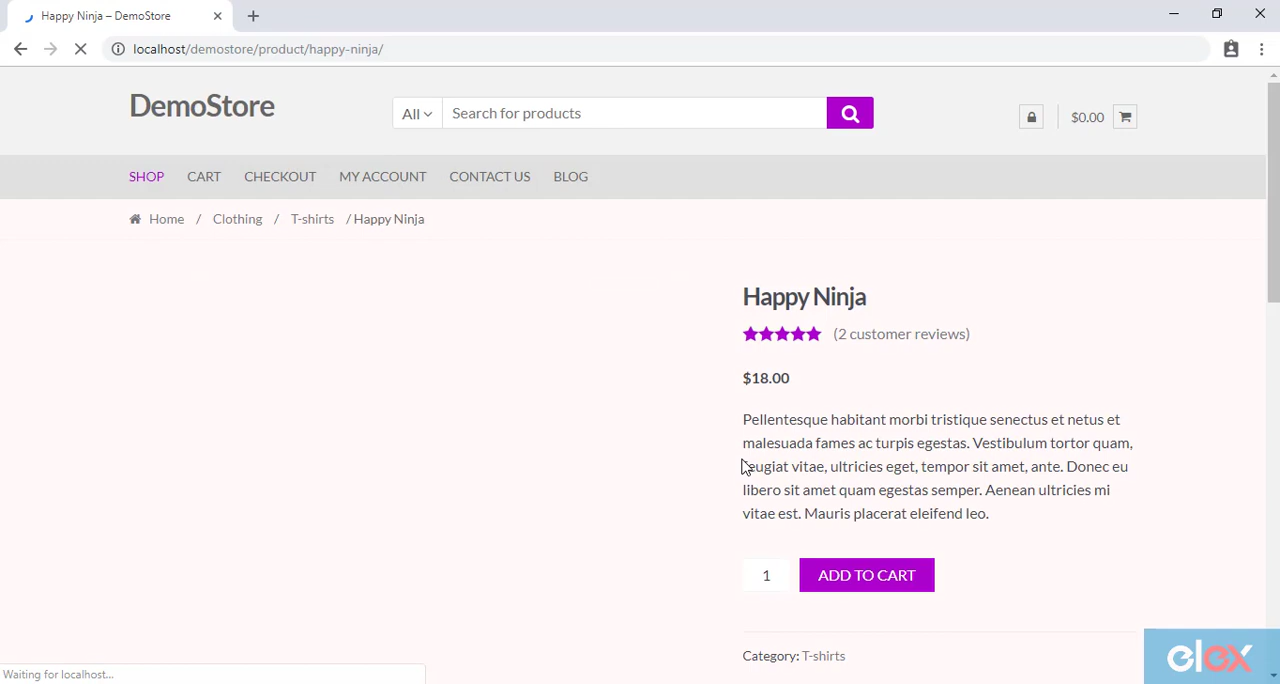 Happy Ninja – DemoStore
localhost/demostore/product/happy-ninja/
DemoStore
All
Search for products
$0.00
SHOP
CART
CHECKOUT
MY ACCOUNT
CONTACT US
BLOG
Home / Clothing / T-shirts / Happy Ninja
Happy Ninja
(2 customer reviews)
$18.00
Pellentesque habitant morbi tristique senectus et netus et
malesuada fames ac turpis egestas. Vestibulum tortor quam,
feugiat vitae, ultricies eget, tempor sit amet, ante. Donec eu
libero sit amet quam egestas semper. Aenean ultricies mi
vitae est. Mauris placerat eleifend leo.
1
ADD TO CART
Category: T-shirts
elex
Waiting for localhost...